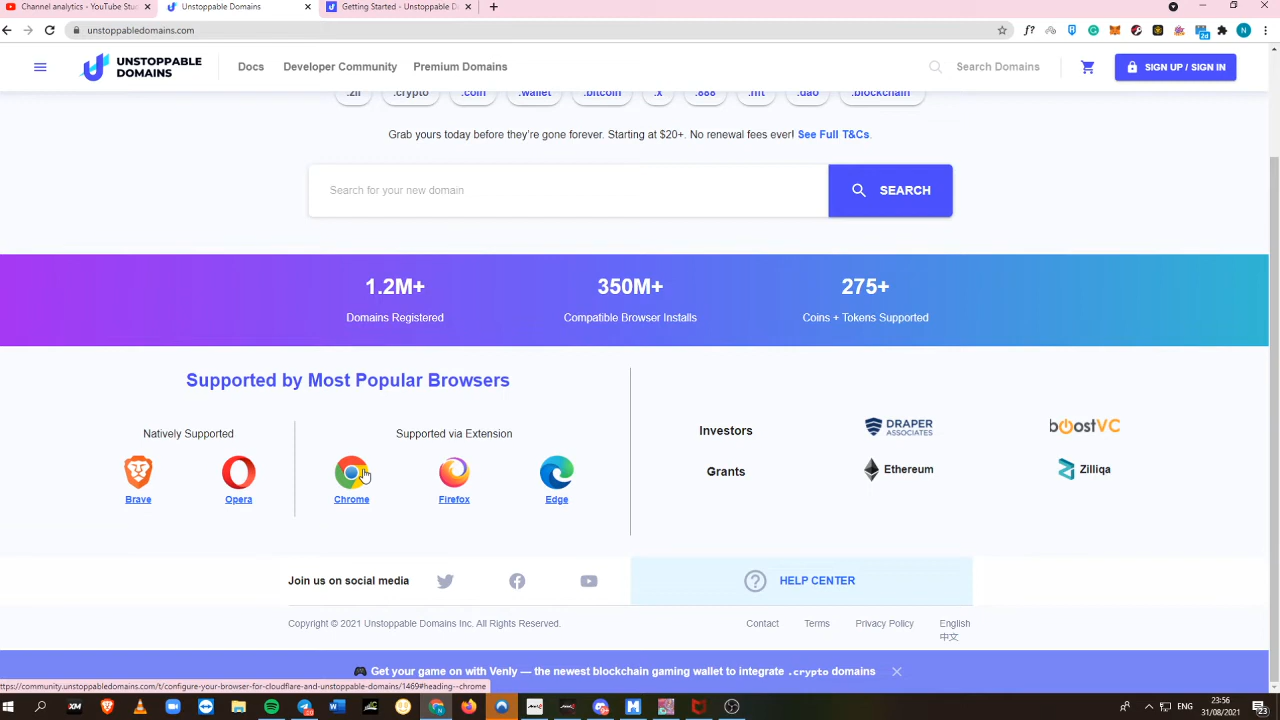 Channel analytics - YouTube Stu
Unstoppable Domains
Getting Started - Unstoppable D
unstoppabledomains.com
UNSTOPPABLE DOMAINS
Docs
Developer Community
Premium Domains
Search Domains
SIGN UP / SIGN IN
.zil
.crypto
.coin
.wallet
.bitcoin
.x
.888
.nft
.dao
.blockchain
Grab yours today before they're gone forever. Starting at $20+. No renewal fees ever! See Full T&Cs.
Search for your new domain
SEARCH
1.2M+
350M+
275+
Domains Registered
Compatible Browser Installs
Coins + Tokens Supported
Supported by Most Popular Browsers
Natively Supported
Supported via Extension
Brave
Opera
Chrome
Firefox
Edge
Investors
DRAPER ASSOCIATES
boostVC
Grants
Ethereum
Zilliqa
Join us on social media
HELP CENTER
Copyright © 2021 Unstoppable Domains Inc. All Rights Reserved.
Contact
Terms
Privacy Policy
English
中文
Get your game on with Venly — the newest blockchain gaming wallet to integrate .crypto domains
https://community.unstoppabledomains.com/t/configure-your-browser-for-cloudflare-and-unstoppable-domains/1469#heading--chrome
ENG
23:56
31/08/2021